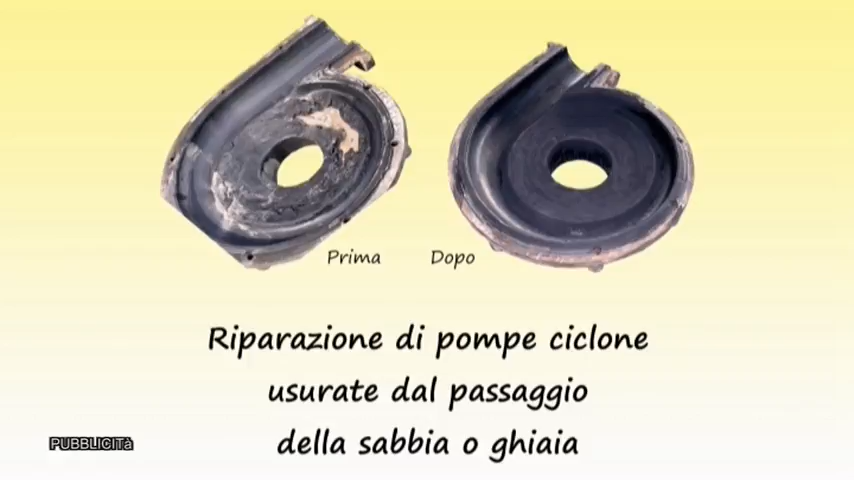 Prima Dopo
Riparazione di pompe ciclone
usurate dal passaggio
della sabbia o ghiaia
PUBBLICITà